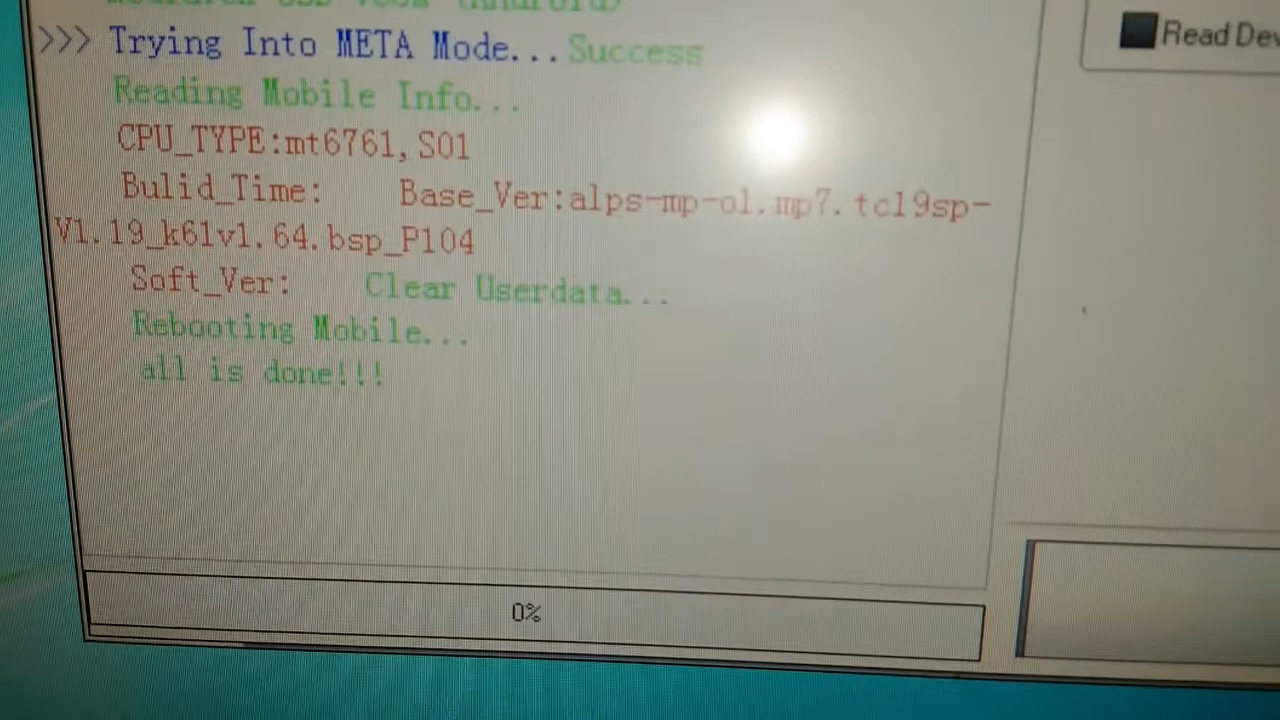 >>> Trying Into META Mode...Success
Reading Mobile Info...
CPU_TYPE:mt6761,S01
Bulid_Time: Base_Ver:alps-mp-o1.mp7.tc19sp-
V1.19_k61v1.64.bsp_P104
Soft_Ver: Clear Userdata...
Rebooting Mobile...
all is done!!!
0%
Read Dev